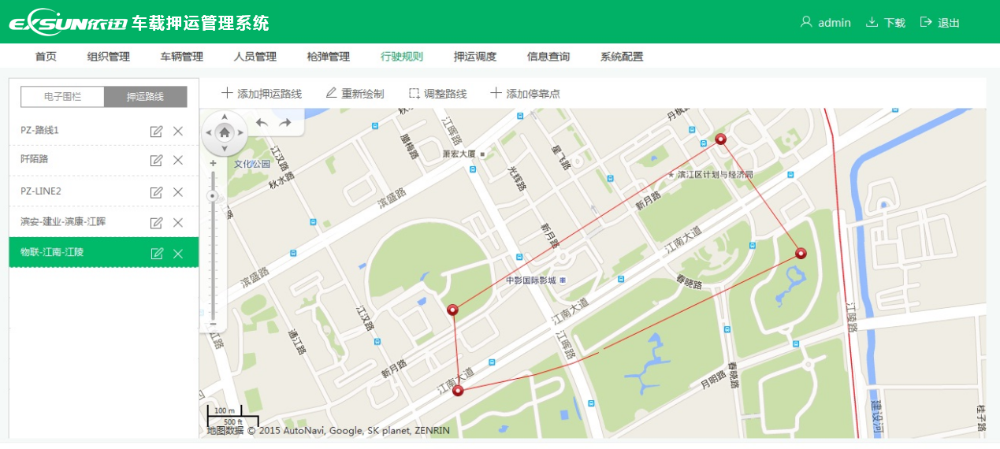 EXSUN依迅 车载押运管理系统
admin 下载 退出
首页 组织管理 车辆管理 人员管理 枪弹管理 行驶规则 押运调度 信息查询 系统配置
电子围栏 押运路线
添加押运路线 重新绘制 调整路线 添加停靠点
PZ-路线1
阡陌路
PZ-LINE2
滨安-建业-滨康-江晖
物联-江南-江陵
秋水路
江晖路
丹枫路
腊梅路
萧宏大厦
江汉路
文化公园
秋水路
星飞路
光辉路
滨江区计划与经济局
滨盛路
新月路
新月路
江南大道
滨盛路
中影国际影城
春晓路
江汉路
江南大道
江陵路
通江路
江晖路
新月路
江南大道
月明路
春晓路
建设河
桂子路
100 m
500 ft
地图数据 © 2015 AutoNavi, Google, SK planet, ZENRIN